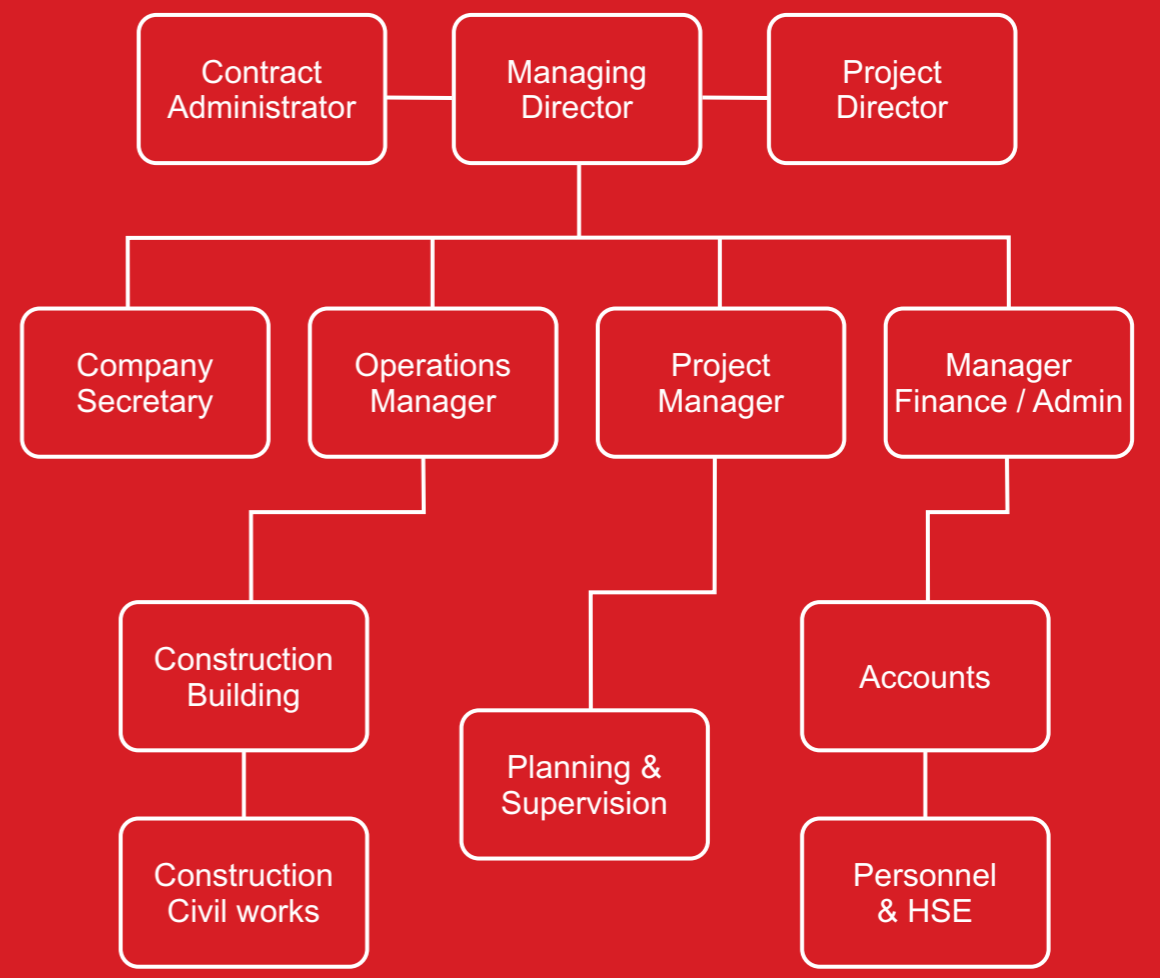 Contract
Administrator
Managing
Director
Project
Director
Company
Secretary
Operations
Manager
Project
Manager
Manager
Finance / Admin
Construction
Building
Accounts
Planning &
Supervision
Construction
Civil works
Personnel
& HSE